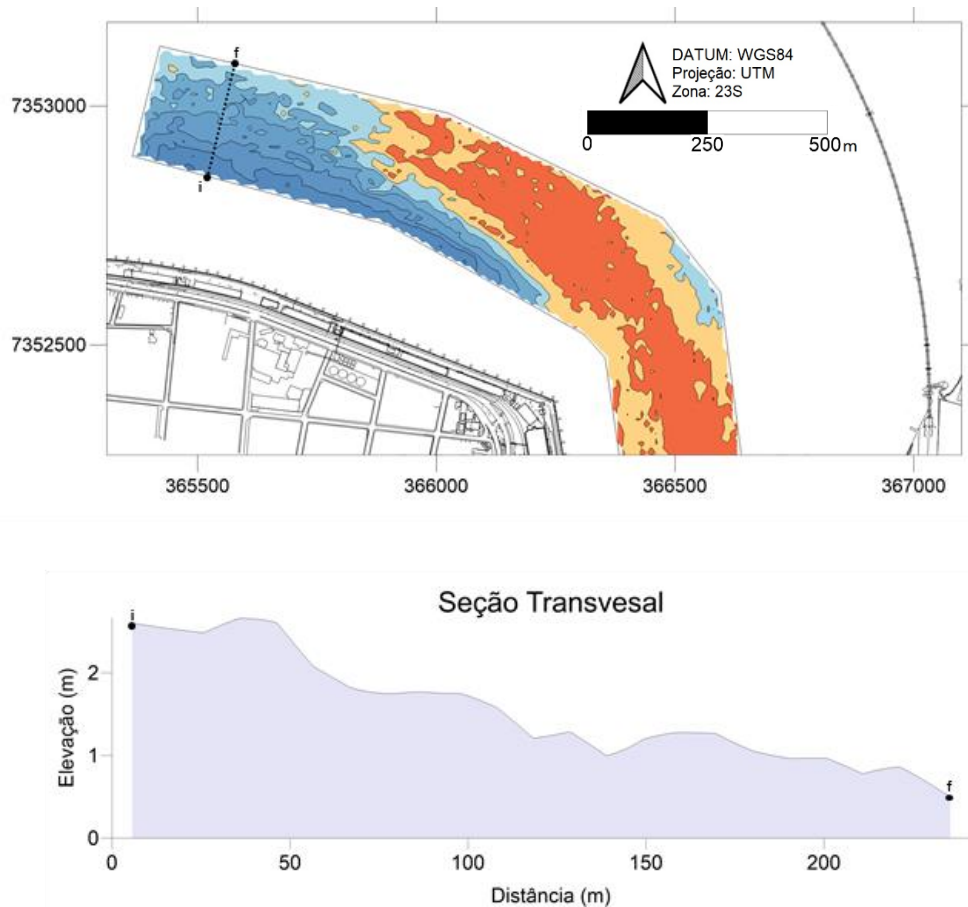 f
DATUM: WGS84
Projeção: UTM
Zona: 23S
7353000
0 250 500m
i
7352500
365500 366000 366500 367000
Seção Transvesal
i
2
Elevação (m)
1
f
0
0 50 100 150 200
Distância (m)